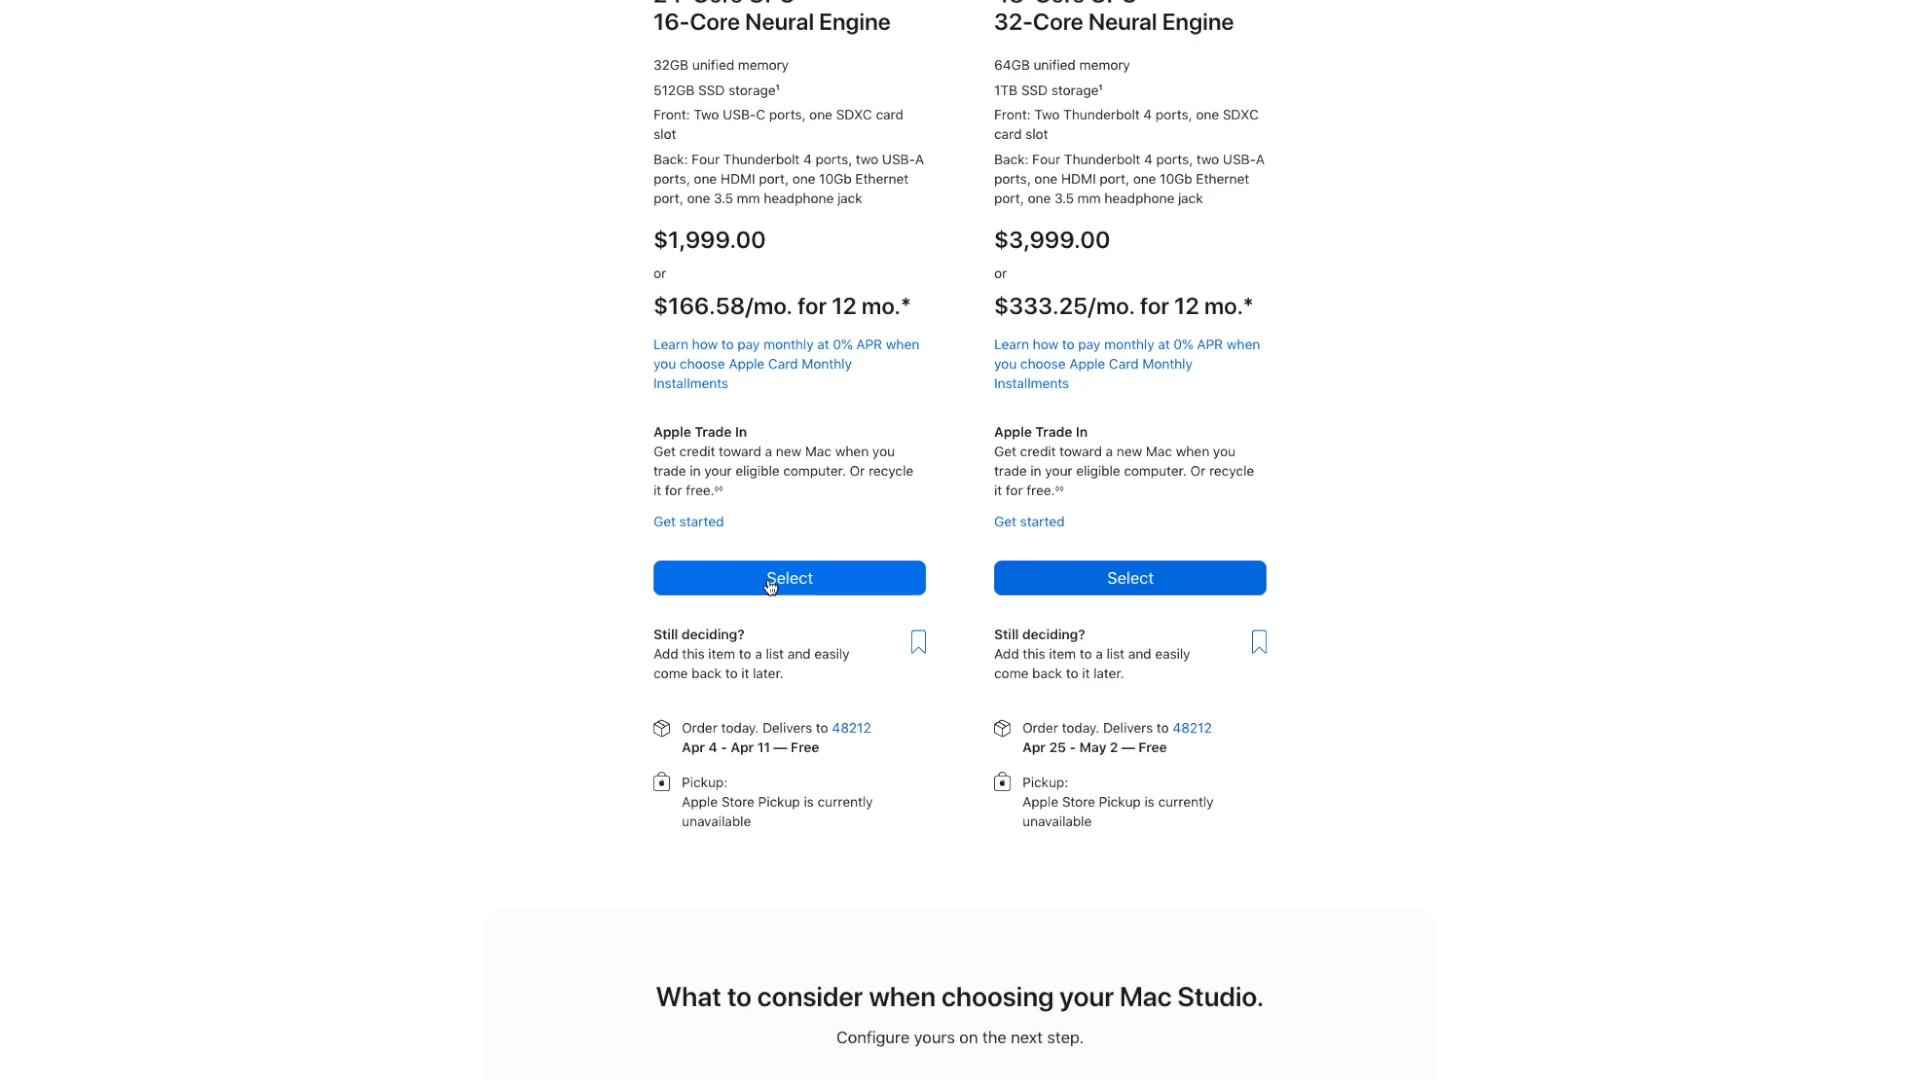 16-Core Neural Engine
32GB unified memory
512GB SSD storage¹
Front: Two USB-C ports, one SDXC card
slot
Back: Four Thunderbolt 4 ports, two USB-A
ports, one HDMI port, one 10Gb Ethernet
port, one 3.5 mm headphone jack
$1,999.00
or
$166.58/mo. for 12 mo.*
Learn how to pay monthly at 0% APR when
you choose Apple Card Monthly
Installments
Apple Trade In
Get credit toward a new Mac when you
trade in your eligible computer. Or recycle
it for free.◊◊
Get started
Select
Still deciding?
Add this item to a list and easily
come back to it later.
Order today. Delivers to 48212
Apr 4 - Apr 11 — Free
Pickup:
Apple Store Pickup is currently
unavailable
32-Core Neural Engine
64GB unified memory
1TB SSD storage¹
Front: Two Thunderbolt 4 ports, one SDXC
card slot
Back: Four Thunderbolt 4 ports, two USB-A
ports, one HDMI port, one 10Gb Ethernet
port, one 3.5 mm headphone jack
$3,999.00
or
$333.25/mo. for 12 mo.*
Learn how to pay monthly at 0% APR when
you choose Apple Card Monthly
Installments
Apple Trade In
Get credit toward a new Mac when you
trade in your eligible computer. Or recycle
it for free.◊◊
Get started
Select
Still deciding?
Add this item to a list and easily
come back to it later.
Order today. Delivers to 48212
Apr 25 - May 2 — Free
Pickup:
Apple Store Pickup is currently
unavailable
What to consider when choosing your Mac Studio.
Configure yours on the next step.